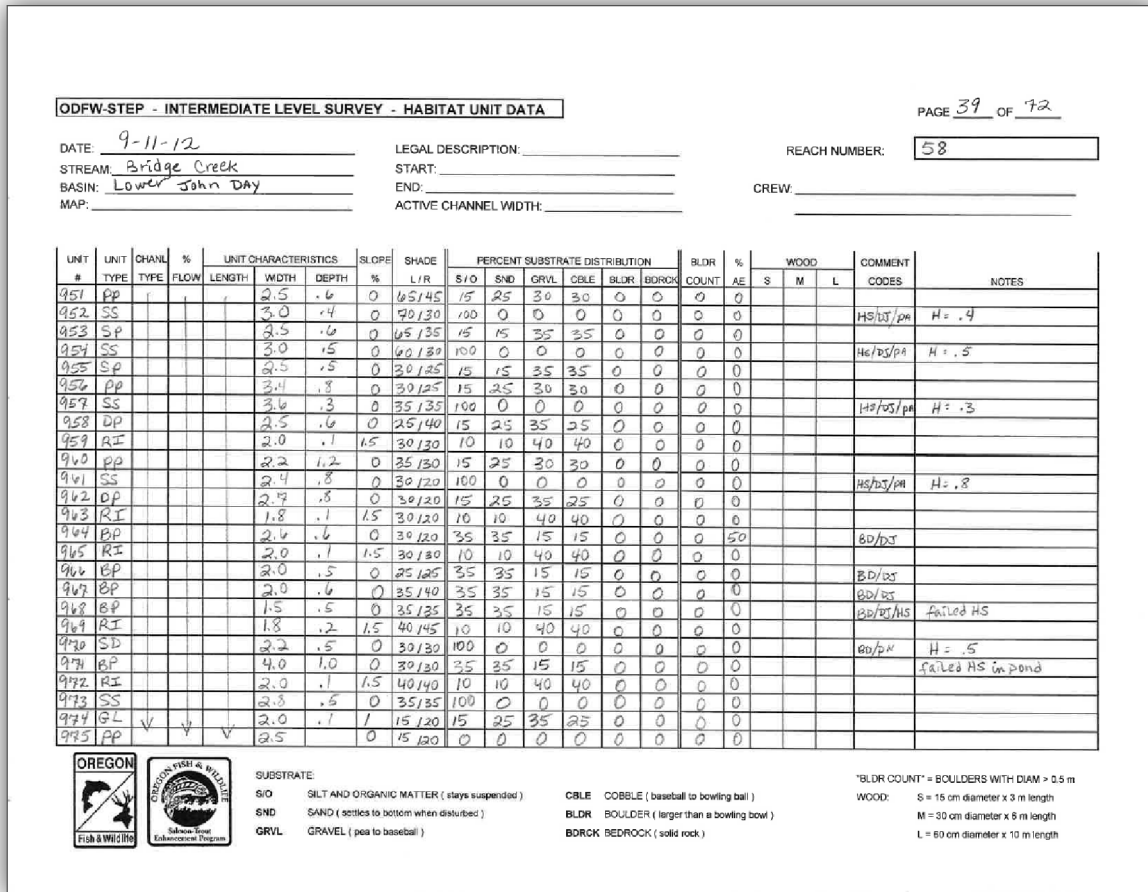 ODFW-STEP - INTERMEDIATE LEVEL SURVEY - HABITAT UNIT DATA
PAGE 39 OF 72
DATE: 9-11-12 LEGAL DESCRIPTION: REACH NUMBER: 58
STREAM: Bridge Creek START:
BASIN: Lower John DAY END: CREW:
MAP: ACTIVE CHANNEL WIDTH:
UNIT UNIT CHANL % UNIT CHARACTERISTICS SLOPE SHADE PERCENT SUBSTRATE DISTRIBUTION BLDR % WOOD COMMENT
# TYPE TYPE FLOW LENGTH WIDTH DEPTH % L/R S/O SND GRVL CBLE BLDR BDRCK COUNT AE S M L CODES NOTES
951 PP 2.5 .6 0 65/45 15 25 30 30 0 0 0 0
952 SS 3.0 .4 0 70/30 100 0 0 0 0 0 0 0 HS/DJ/PA H = .4
953 SP 2.5 .6 0 65/35 15 15 35 35 0 0 0 0
954 SS 3.0 .5 0 60/30 100 0 0 0 0 0 0 0 HS/DJ/PA H = .5
955 SP 2.5 .5 0 30/25 15 15 35 35 0 0 0 0
956 PP 3.4 .8 0 30/25 15 25 30 30 0 0 0 0
957 SS 3.6 .3 0 35/35 100 0 0 0 0 0 0 0 HS/DJ/PA H = .3
958 DP 2.5 .6 0 25/40 15 25 35 25 0 0 0 0
959 RI 2.0 .1 1.5 30/30 10 10 40 40 0 0 0 0
960 PP 2.2 1.2 0 35/30 15 25 30 30 0 0 0 0
961 SS 2.4 .8 0 30/20 100 0 0 0 0 0 0 0 HS/DJ/PA H = .8
962 DP 2.7 .8 0 30/20 15 25 35 25 0 0 0 0
963 RI 1.8 .1 1.5 30/20 10 10 40 40 0 0 0 0
964 BP 2.6 .6 0 30/20 35 35 15 15 0 0 0 50 BD/DJ
965 RI 2.0 .1 1.5 30/30 10 10 40 40 0 0 0 0
966 BP 2.0 .5 0 25/25 35 35 15 15 0 0 0 0 BD/DJ
967 BP 2.0 .6 0 35/40 35 35 15 15 0 0 0 0 BD/DJ
968 BP 1.5 .5 0 35/35 35 35 15 15 0 0 0 0 BD/DJ/HS failed HS
969 RI 1.8 .2 1.5 40/45 10 10 40 40 0 0 0 0
970 SD 2.2 .5 0 30/30 100 0 0 0 0 0 0 0 H = .5
971 BP 4.0 1.0 0 30/30 35 35 15 15 0 0 0 0 failed HS in pond
972 RI 2.0 .1 1.5 40/40 10 10 40 40 0 0 0 0
973 SS 2.8 .5 0 35/35 100 0 0 0 0 0 0 0
974 GL 2.0 .1 1 15/20 15 25 35 25 0 0 0 0
975 PP 2.5 0 15/20 0 0 0 0 0 0 0 0
OREGON
Fish & Wildlife
OREGON FISH & WILDLIFE
Salmon-Trout
Enhancement Program
SUBSTRATE: "BLDR COUNT" = BOULDERS WITH DIAM > 0.5 m
S/O SILT AND ORGANIC MATTER ( stays suspended ) CBLE COBBLE ( baseball to bowling ball ) WOOD: S = 15 cm diameter x 3 m length
SND SAND ( settles to bottom when disturbed ) BLDR BOULDER ( larger than a bowling bowl ) M = 30 cm diameter x 6 m length
GRVL GRAVEL ( pea to baseball ) BDRCK BEDROCK ( solid rock ) L = 60 cm diameter x 10 m length